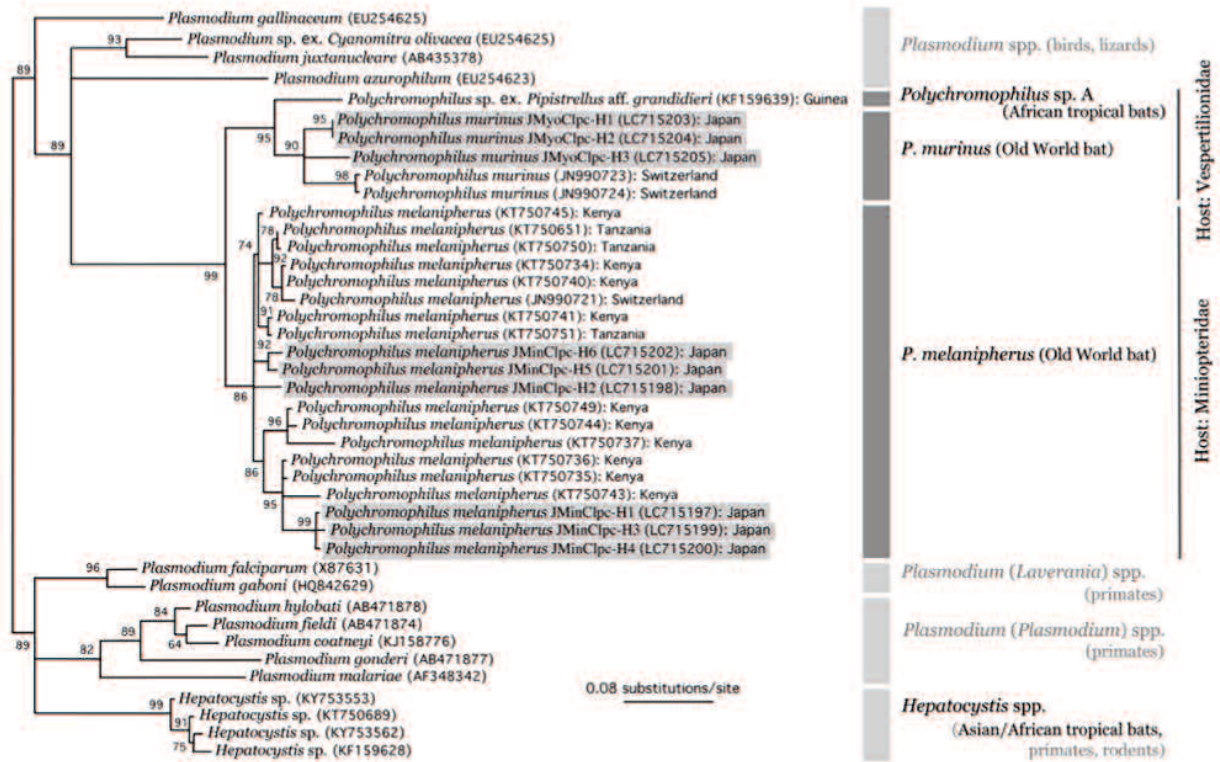 Plasmodium gallinaceum (EU254625)
93
Plasmodium sp. ex. Cyanomitra olivacea (EU254625)
Plasmodium juxtanucleare (AB435378)
89
Plasmodium azurophilum (EU254623)
89
Polychromophilus sp. ex. Pipistrellus aff. grandidieri (KF159639): Guinea
95
95
Polychromophilus murinus JMyoClpc-H1 (LC715203): Japan
Polychromophilus murinus JMyoClpc-H2 (LC715204): Japan
90
Polychromophilus murinus JMyoClpc-H3 (LC715205): Japan
98
Polychromophilus murinus (JN990723): Switzerland
Polychromophilus murinus (JN990724): Switzerland
99
Polychromophilus melanipherus (KT750745): Kenya
74
78
Polychromophilus melanipherus (KT750651): Tanzania
Polychromophilus melanipherus (KT750750): Tanzania
92
Polychromophilus melanipherus (KT750734): Kenya
Polychromophilus melanipherus (KT750740): Kenya
78
Polychromophilus melanipherus (JN990721): Switzerland
91
Polychromophilus melanipherus (KT750741): Kenya
Polychromophilus melanipherus (KT750751): Tanzania
92
Polychromophilus melanipherus JMinClpc-H6 (LC715202): Japan
Polychromophilus melanipherus JMinClpc-H5 (LC715201): Japan
86
Polychromophilus melanipherus JMinClpc-H2 (LC715198): Japan
Polychromophilus melanipherus (KT750749): Kenya
96
Polychromophilus melanipherus (KT750744): Kenya
Polychromophilus melanipherus (KT750737): Kenya
86
Polychromophilus melanipherus (KT750736): Kenya
Polychromophilus melanipherus (KT750735): Kenya
95
Polychromophilus melanipherus (KT750743): Kenya
99
Polychromophilus melanipherus JMinClpc-H1 (LC715197): Japan
Polychromophilus melanipherus JMinClpc-H3 (LC715199): Japan
Polychromophilus melanipherus JMinClpc-H4 (LC715200): Japan
96
Plasmodium falciparum (X87631)
Plasmodium gaboni (HQ842629)
89
84
Plasmodium hylobati (AB471878)
89
Plasmodium fieldi (AB471874)
64
Plasmodium coatneyi (KJ158776)
82
Plasmodium gonderi (AB471877)
Plasmodium malariae (AF348342)
99
Hepatocystis sp. (KY753553)
91
Hepatocystis sp. (KT750689)
Hepatocystis sp. (KY753562)
75
Hepatocystis sp. (KF159628)
0.08 substitutions/site
Plasmodium spp. (birds, lizards)
Polychromophilus sp. A
(African tropical bats)
P. murinus (Old World bat)
P. melanipherus (Old World bat)
Plasmodium (Laverania) spp.
(primates)
Plasmodium (Plasmodium) spp.
(primates)
Hepatocystis spp.
(Asian/African tropical bats,
primates, rodents)
Host: Vespertilionidae
Host: Miniopteridae